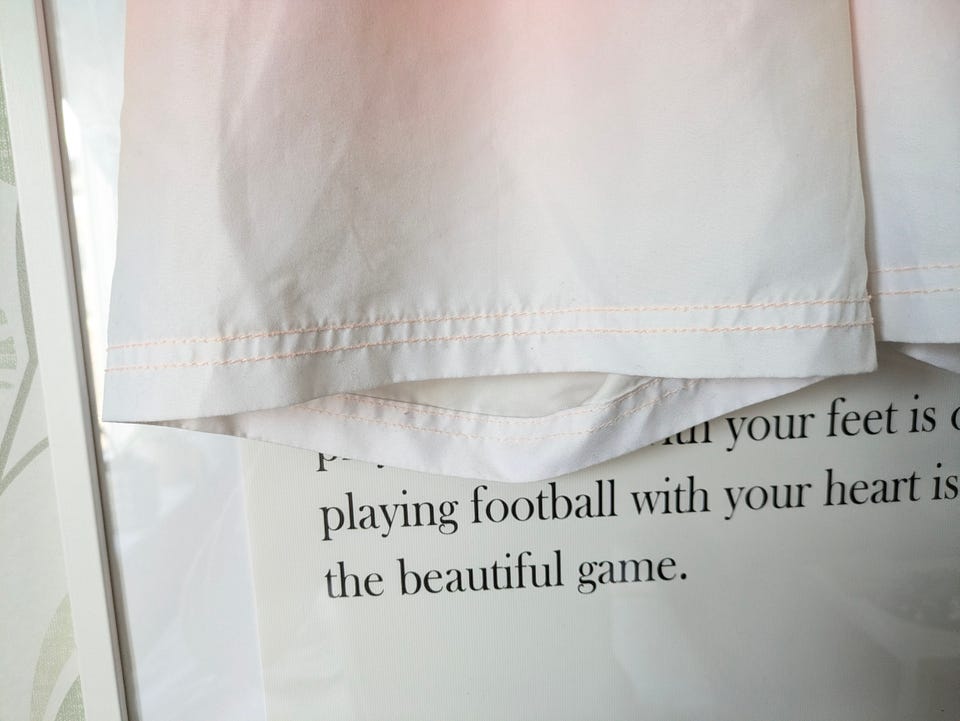 your feet is
playing football with your heart is
the beautiful game.